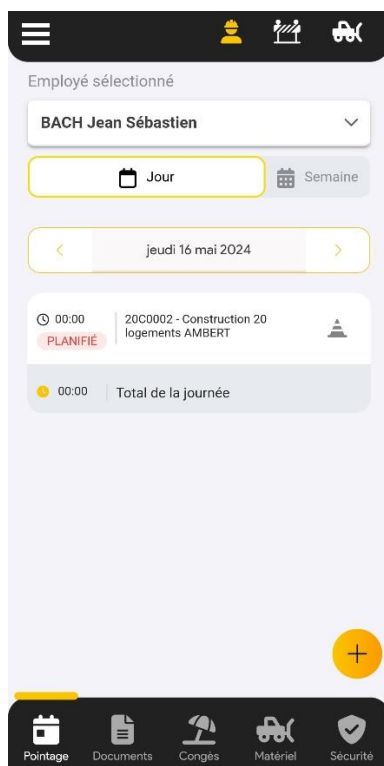 Employé sélectionné
BACH Jean Sébastien
Jour
Semaine
jeudi 16 mai 2024
00:00
20C0002 - Construction 20
PLANIFIÉ
logements AMBERT
00:00
Total de la journée
Pointage
Documents
Congès
Matériel
Sécurité